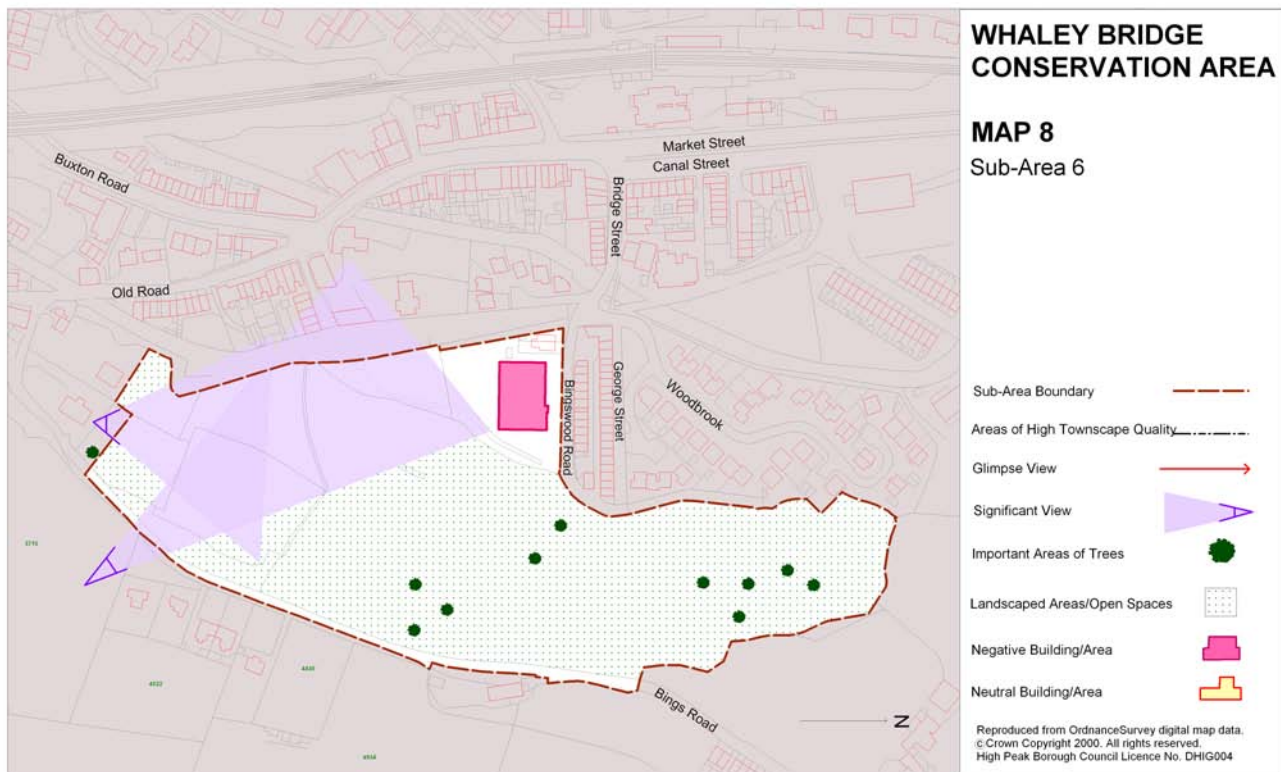 WHALEY BRIDGE
CONSERVATION AREA
MAP 8
Sub-Area 6
Market Street
Canal Street
Buxton Road
Bridge Street
Old Road
Bingswood Road
George Street
Woodbrook
Bings Road
N
4022
Sub-Area Boundary
Areas of High Townscape Quality
Glimpse View
Significant View
Important Areas of Trees
Landscaped Areas/Open Spaces
Negative Building/Area
Neutral Building/Area
Reproduced from OrdnanceSurvey digital map data.
© Crown Copyright 2000. All rights reserved.
High Peak Borough Council Licence No. DHIG004